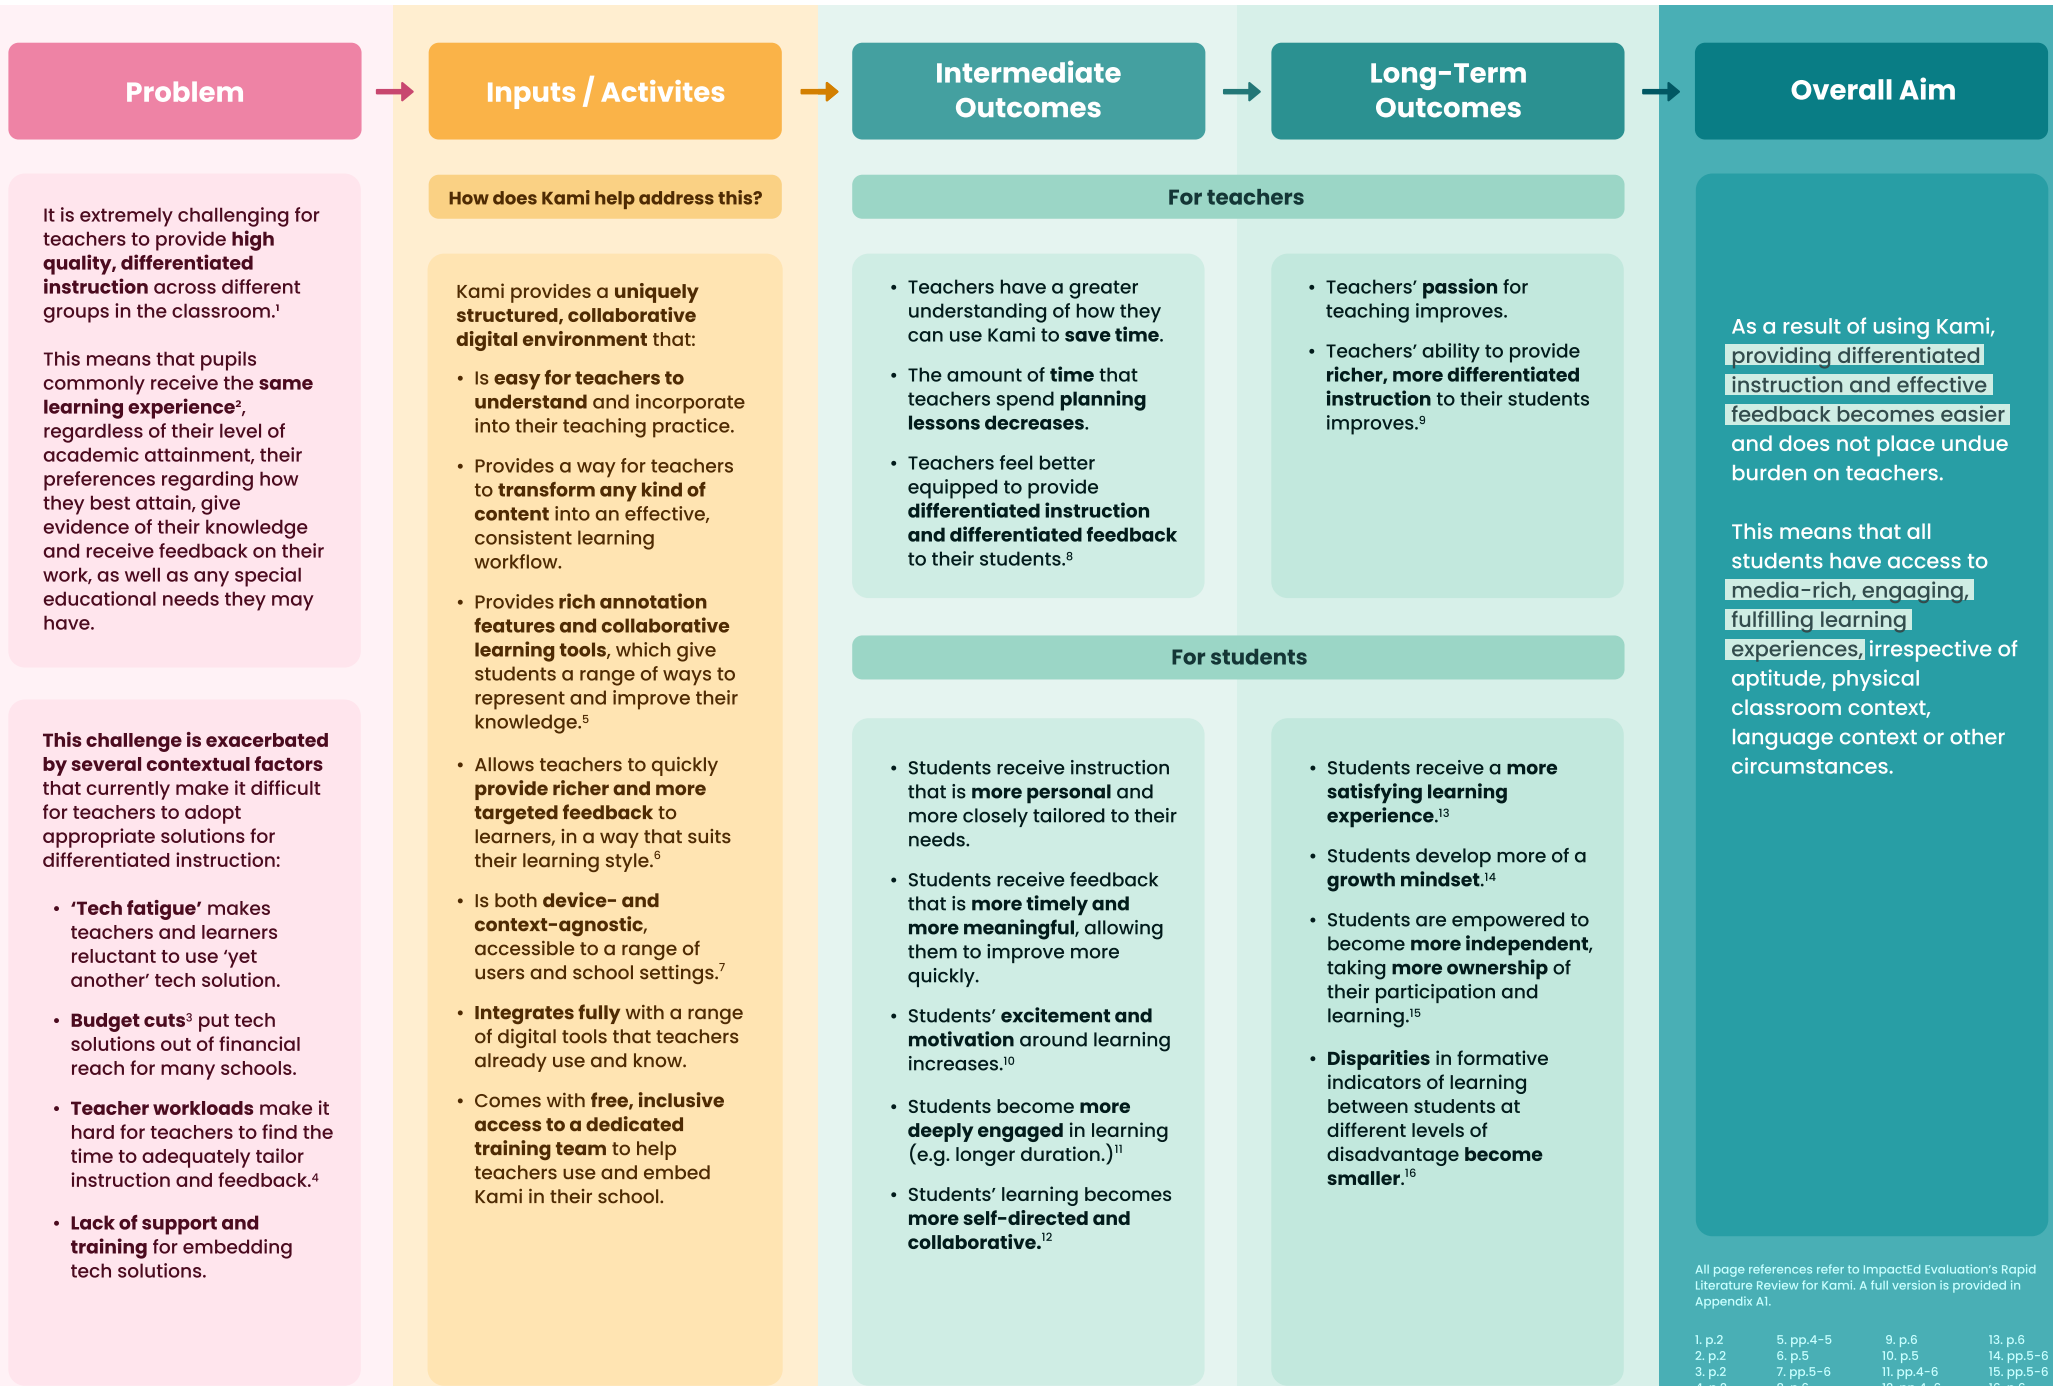 Problem
It is extremely challenging for
teachers to provide high
quality, differentiated
instruction across different
groups in the classroom.¹
This means that pupils
commonly receive the same
learning experience²,
regardless of their level of
academic attainment, their
preferences regarding how
they best attain, give
evidence of their knowledge
and receive feedback on their
work, as well as any special
educational needs they may
have.
This challenge is exacerbated
by several contextual factors
that currently make it difficult
for teachers to adopt
appropriate solutions for
differentiated instruction:
• ‘Tech fatigue’ makes
teachers and learners
reluctant to use ‘yet
another’ tech solution.
• Budget cuts³ put tech
solutions out of financial
reach for many schools.
• Teacher workloads make it
hard for teachers to find the
time to adequately tailor
instruction and feedback.⁴
• Lack of support and
training for embedding
tech solutions.
Inputs / Activites
How does Kami help address this?
Kami provides a uniquely
structured, collaborative
digital environment that:
• Is easy for teachers to
understand and incorporate
into their teaching practice.
• Provides a way for teachers
to transform any kind of
content into an effective,
consistent learning
workflow.
• Provides rich annotation
features and collaborative
learning tools, which give
students a range of ways to
represent and improve their
knowledge.⁵
• Allows teachers to quickly
provide richer and more
targeted feedback to
learners, in a way that suits
their learning style.⁶
• Is both device- and
context-agnostic,
accessible to a range of
users and school settings.⁷
• Integrates fully with a range
of digital tools that teachers
already use and know.
• Comes with free, inclusive
access to a dedicated
training team to help
teachers use and embed
Kami in their school.
Intermediate
Outcomes
Long-Term
Outcomes
For teachers
• Teachers have a greater
understanding of how they
can use Kami to save time.
• The amount of time that
teachers spend planning
lessons decreases.
• Teachers feel better
equipped to provide
differentiated instruction
and differentiated feedback
to their students.⁸
• Teachers’ passion for
teaching improves.
• Teachers’ ability to provide
richer, more differentiated
instruction to their students
improves.⁹
For students
• Students receive instruction
that is more personal and
more closely tailored to their
needs.
• Students receive feedback
that is more timely and
more meaningful, allowing
them to improve more
quickly.
• Students’ excitement and
motivation around learning
increases.¹⁰
• Students become more
deeply engaged in learning
(e.g. longer duration.)¹¹
• Students’ learning becomes
more self-directed and
collaborative.¹²
• Students receive a more
satisfying learning
experience.¹³
• Students develop more of a
growth mindset.¹⁴
• Students are empowered to
become more independent,
taking more ownership of
their participation and
learning.¹⁵
• Disparities in formative
indicators of learning
between students at
different levels of
disadvantage become
smaller.¹⁶
Overall Aim
As a result of using Kami,
providing differentiated
instruction and effective
feedback becomes easier
and does not place undue
burden on teachers.
This means that all
students have access to
media-rich, engaging,
fulfilling learning
experiences, irrespective of
aptitude, physical
classroom context,
language context or other
circumstances.
All page references refer to ImpactEd Evaluation’s Rapid
Literature Review for Kami. A full version is provided in
Appendix A1.
1. p.2 5. pp.4-5 9. p.6 13. p.6
2. p.2 6. p.5 10. p.5 14. pp.5-6
3. p.2 7. pp.5-6 11. pp.4-6 15. pp.5-6